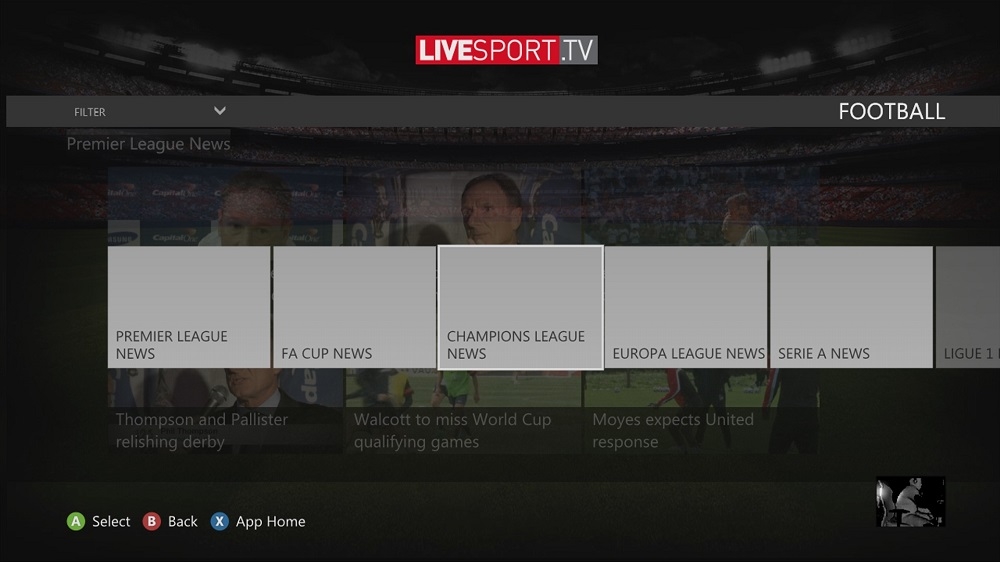 LIVESPORT.TV
FILTER
FOOTBALL
Premier League News
PREMIER LEAGUE
NEWS
FA CUP NEWS
CHAMPIONS LEAGUE
NEWS
EUROPA LEAGUE NEWS
SERIE A NEWS
LIGUE 1
Thompson and Pallister
relishing derby
Walcott to miss World Cup
qualifying games
Moyes expects United
response
A Select
B Back
X App Home